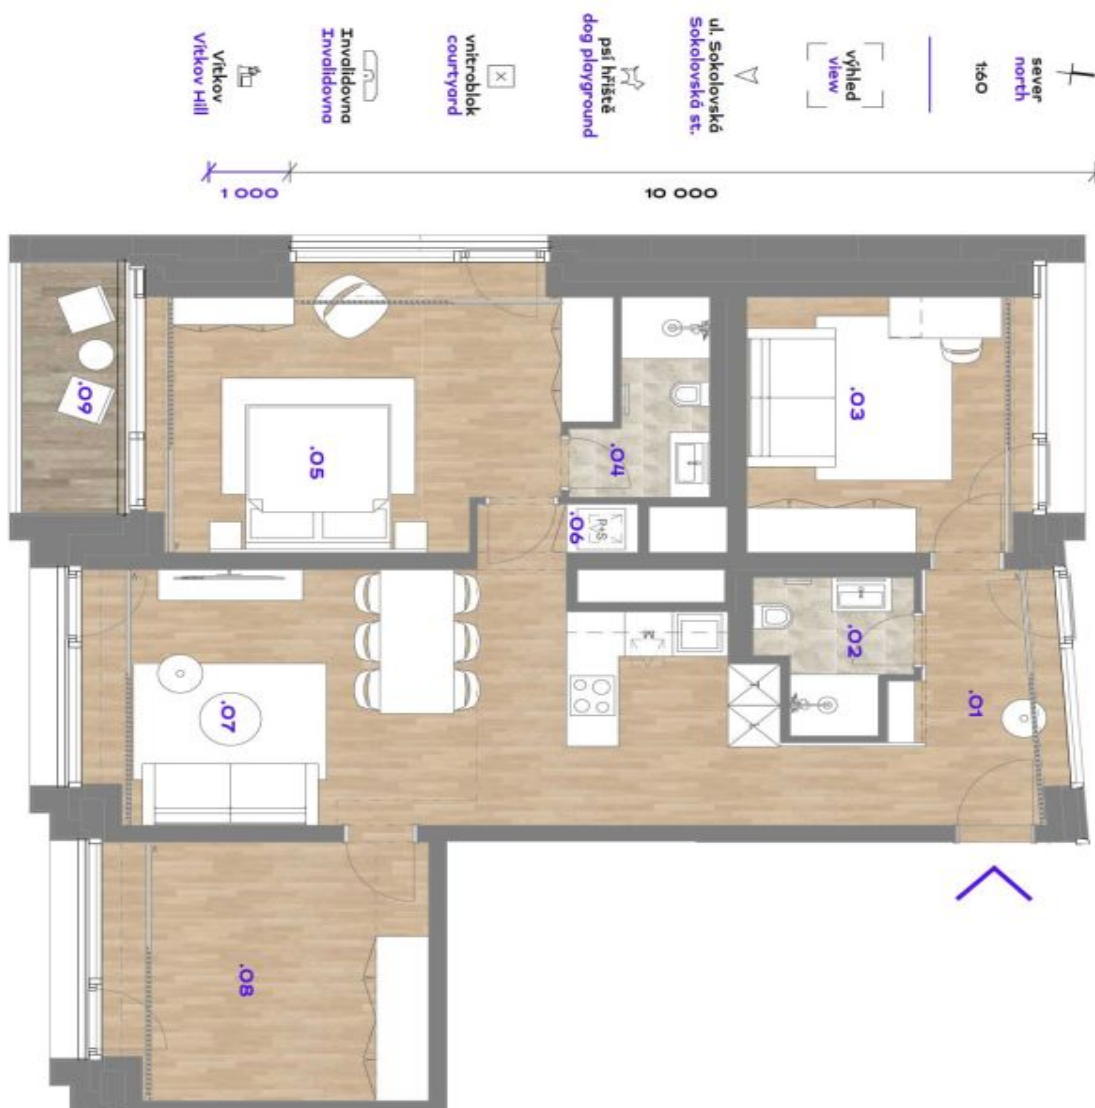 sever
north
1:60
výhled
view
ul. Sokolovská
Sokolovská st.
psí hřiště
dog playground
vnitroblok
courtyard
Invalidovna
Invalidovna
Vítkov
Vítkov Hill
10 000
1 000
.03
.01
.02
.04
.06
P+S
M
.05
.07
.08
.09